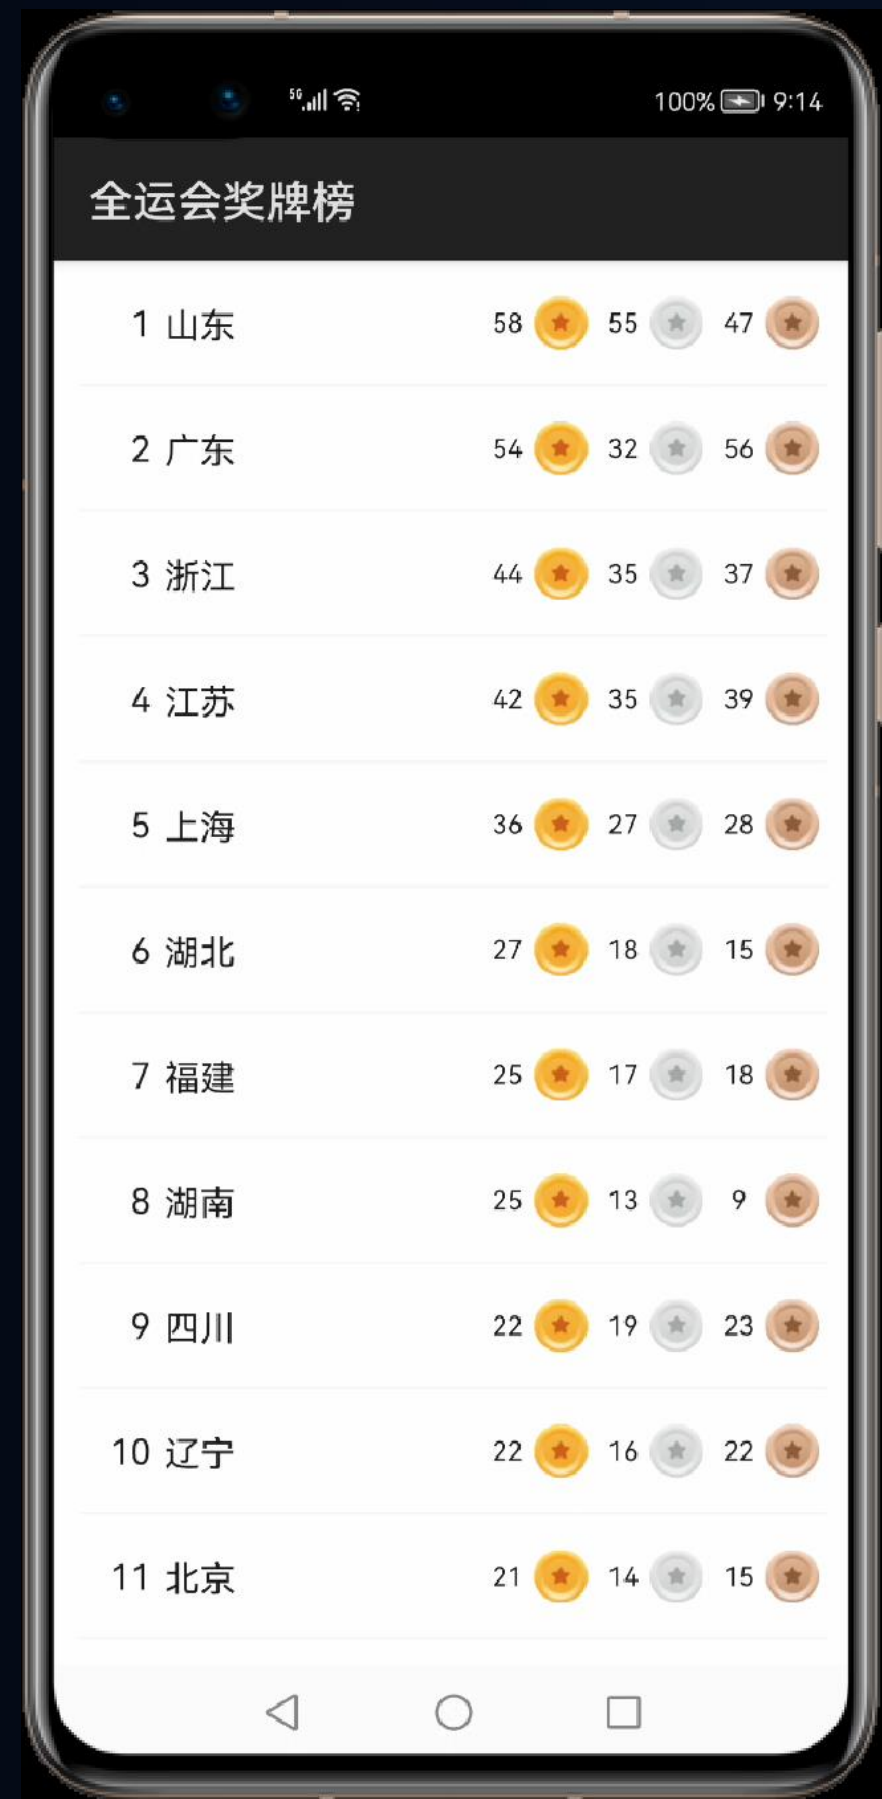 5G 100% 9:14
全运会奖牌榜
1 山东 58 55 47
2 广东 54 32 56
3 浙江 44 35 37
4 江苏 42 35 39
5 上海 36 27 28
6 湖北 27 18 15
7 福建 25 17 18
8 湖南 25 13 9
9 四川 22 19 23
10 辽宁 22 16 22
11 北京 21 14 15